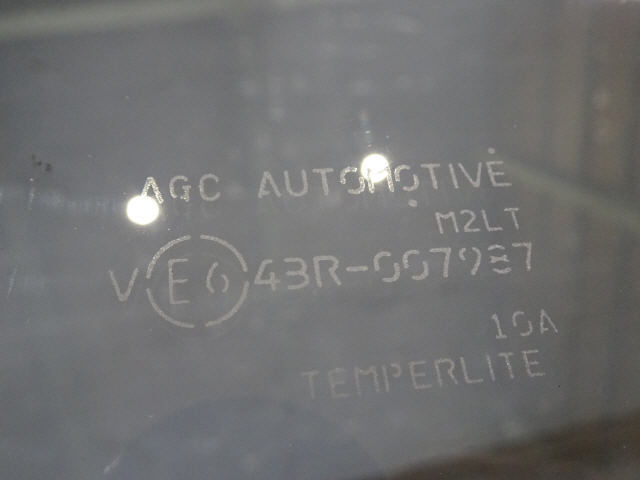 AGC AUTOMOTIVE
M2LT
V E6 43R-007987
10A
TEMPERLITE